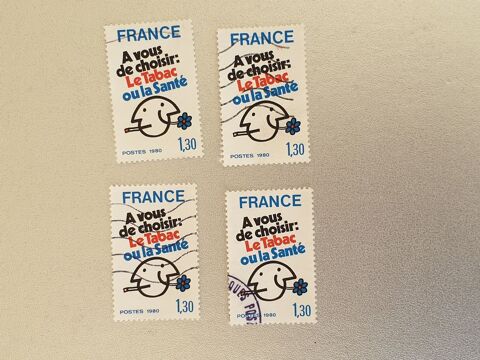 FRANCE
A vous
de choisir:
Le Tabac
ou la Santé
POSTES 1980
1,30
FRANCE
A vous
de choisir:
Le Tabac
ou la Santé
POSTES 1980
1,30
FRANCE
A vous
de choisir:
Le Tabac
ou la Santé
POSTES 1980
1,30
FRANCE
A vous
de choisir:
Le Tabac
ou la Santé
POSTES 1980
1,30